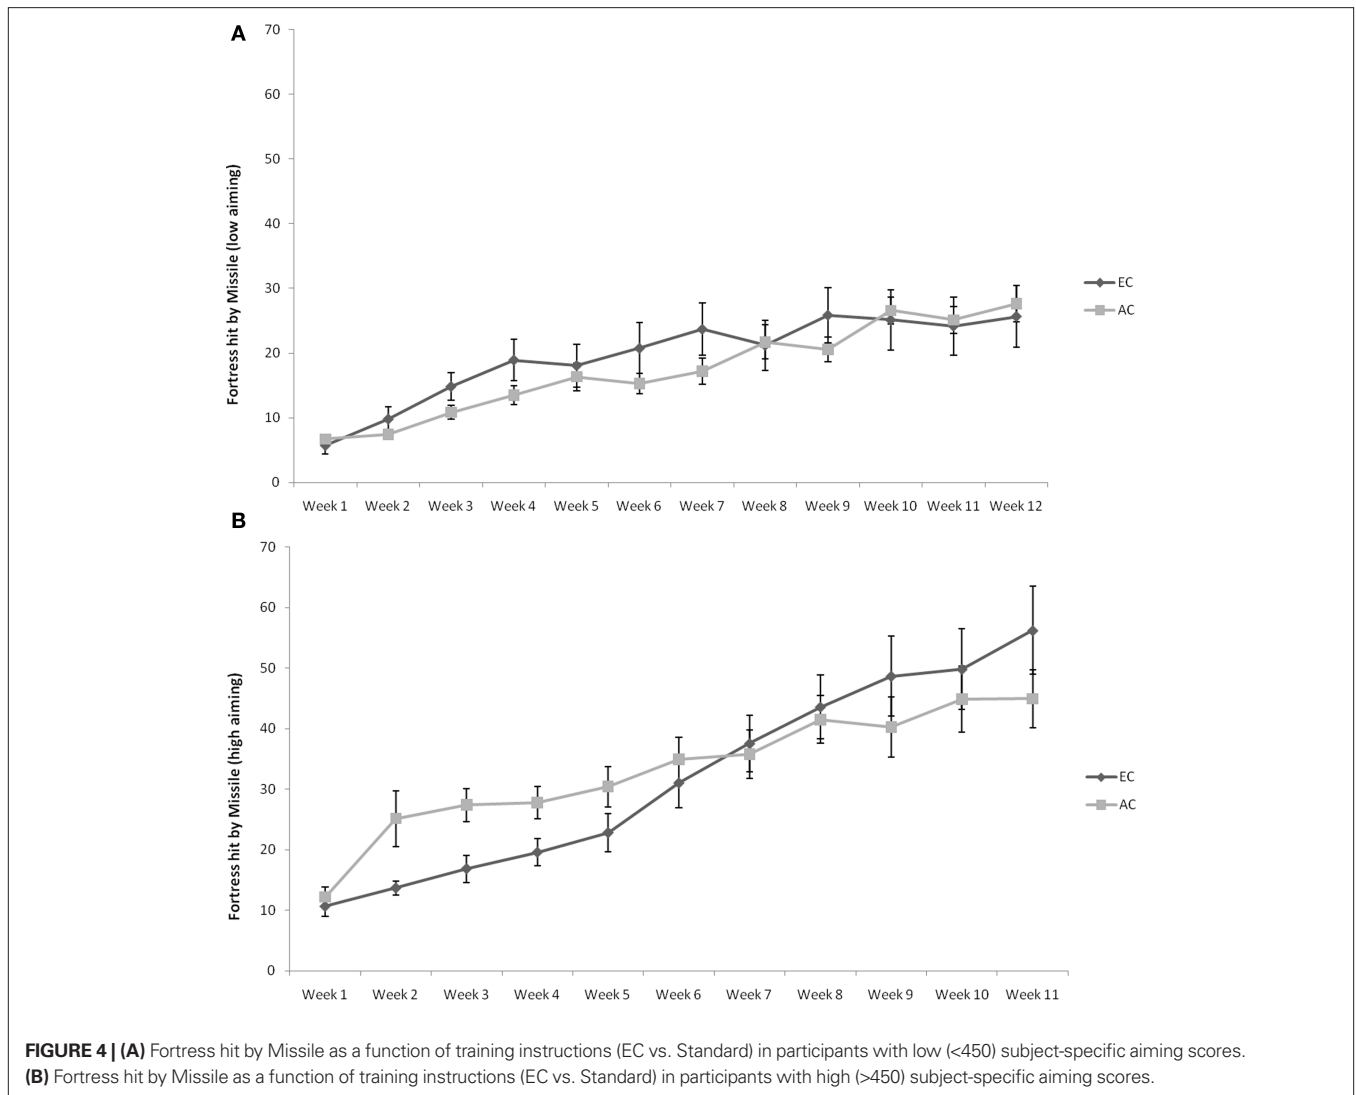 A
70
60
50
40
30
20
10
0
Fortress hit by Missile (low aiming)
Week 1 Week 2 Week 3 Week 4 Week 5 Week 6 Week 7 Week 8 Week 9 Week 10 Week 11 Week 12
EC
AC
B
70
60
50
40
30
20
10
0
Fortress hit by Missile (high aiming)
Week 1 Week 2 Week 3 Week 4 Week 5 Week 6 Week 7 Week 8 Week 9 Week 10 Week 11
EC
AC
FIGURE 4 | (A) Fortress hit by Missile as a function of training instructions (EC vs. Standard) in participants with low (<450) subject-specific aiming scores.
(B) Fortress hit by Missile as a function of training instructions (EC vs. Standard) in participants with high (>450) subject-specific aiming scores.